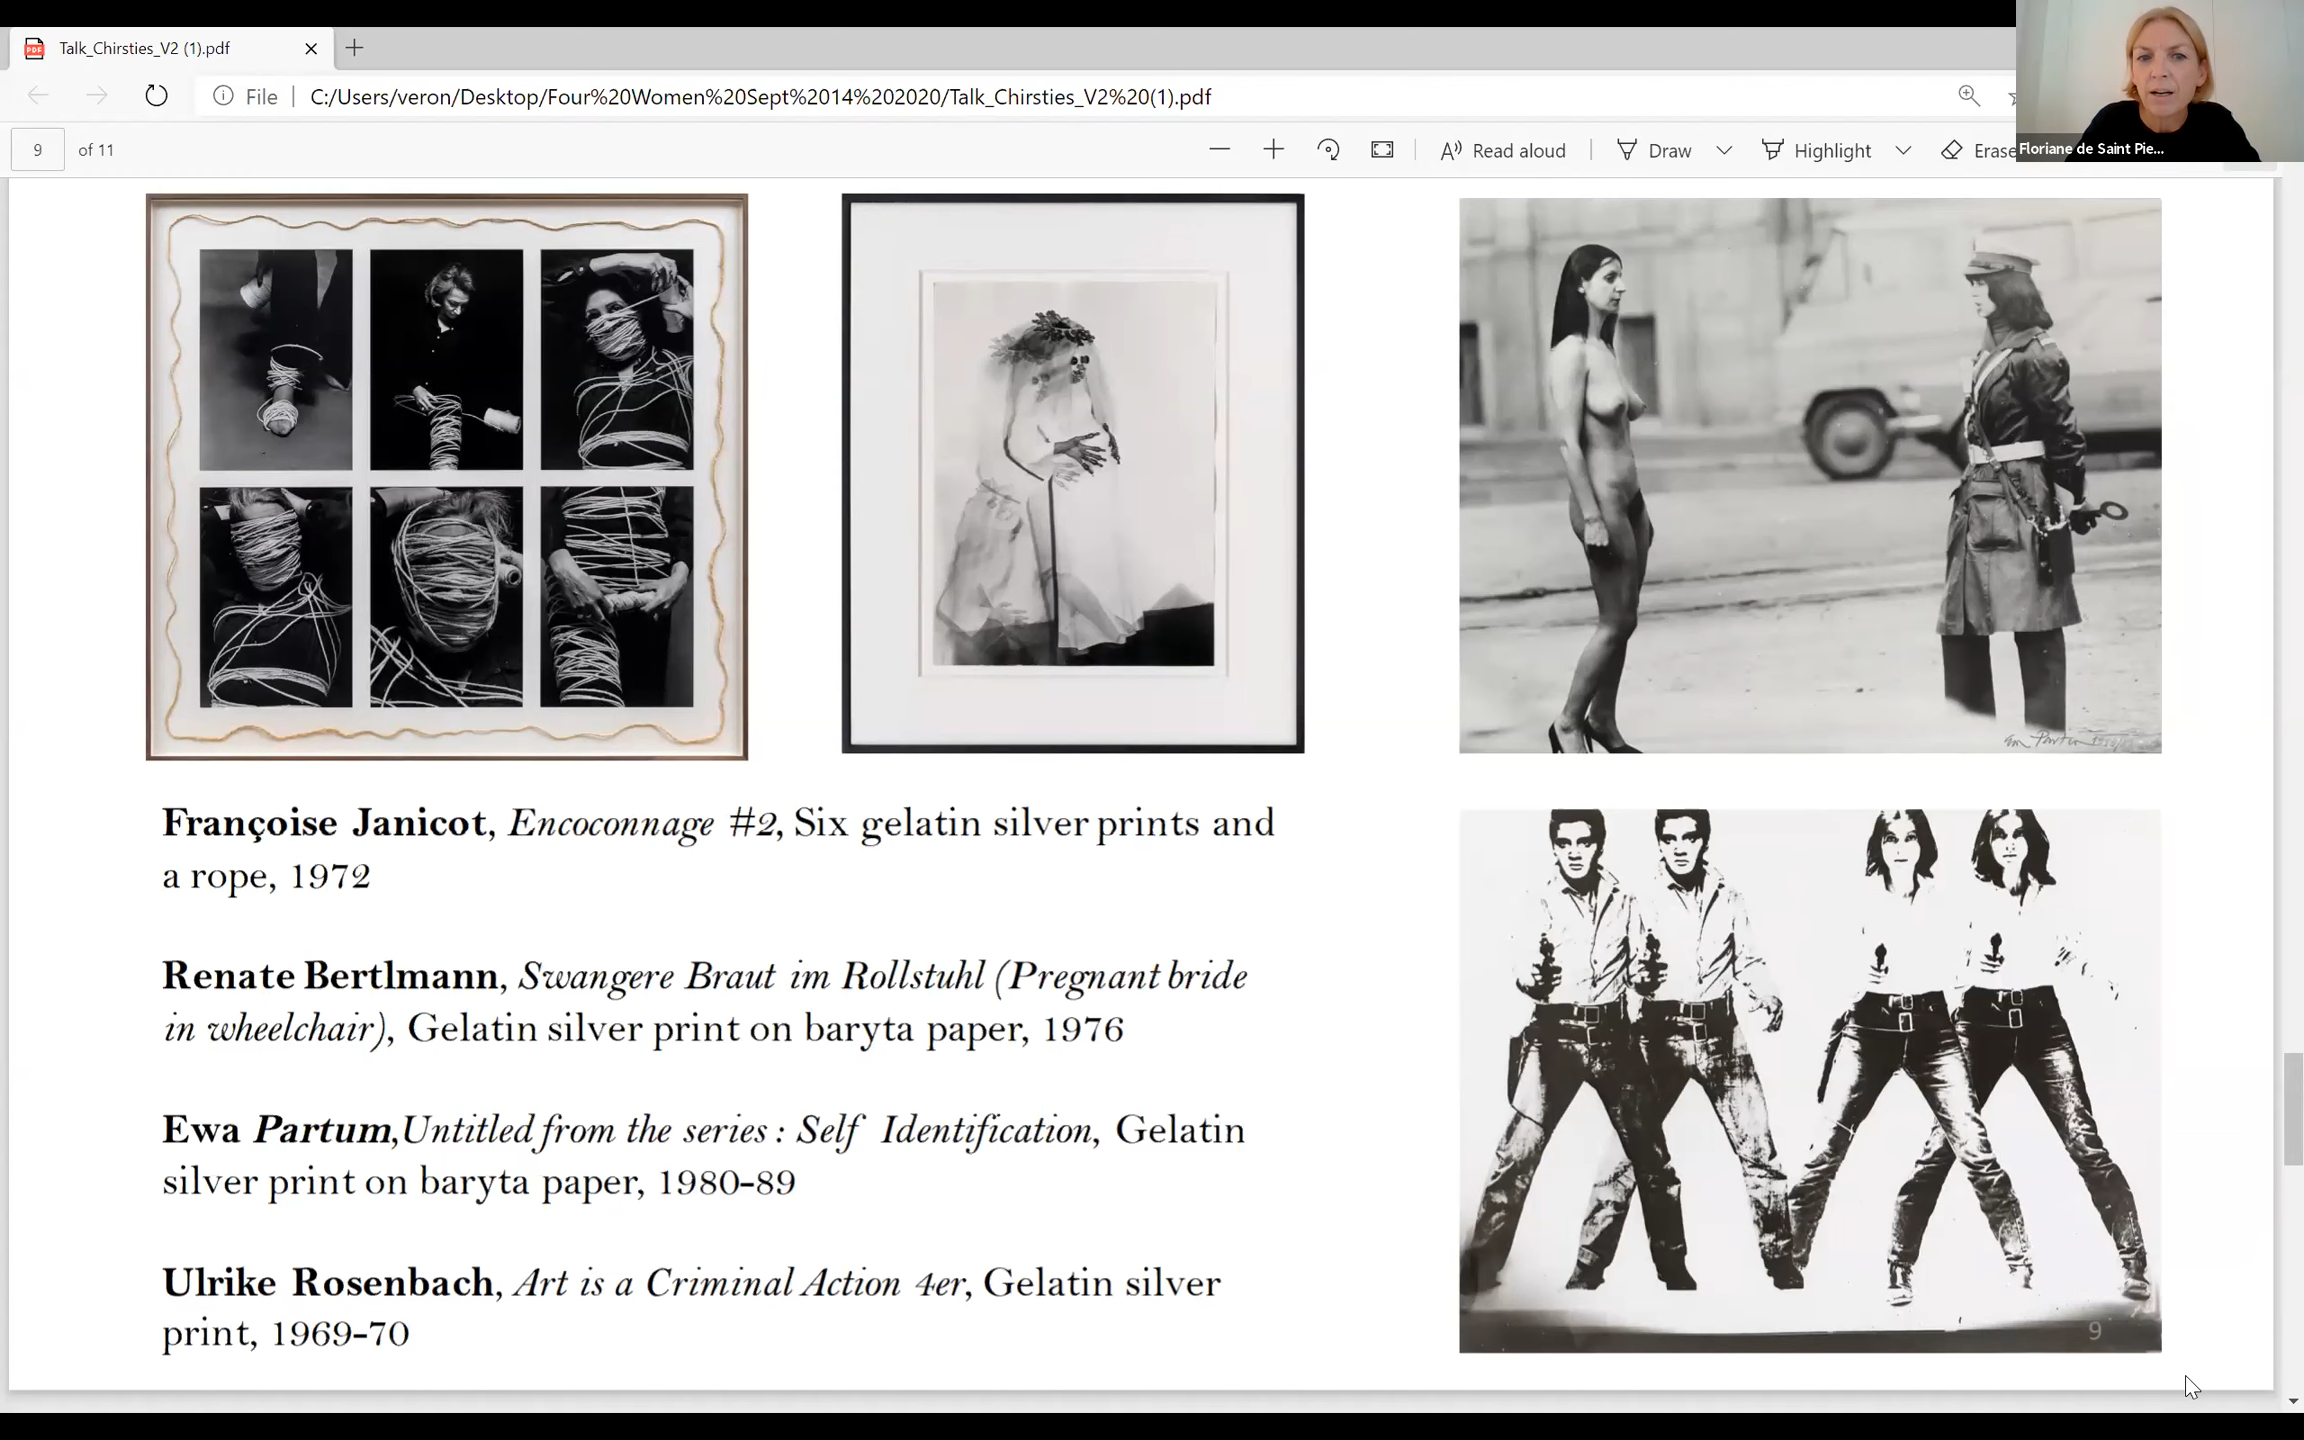 Talk_Chirsties_V2 (1).pdf
File
C:/Users/veron/Desktop/Four%20Women%20Sept%2014%202020/Talk_Chirsties_V2%20(1).pdf
9 of 11
Read aloud
Draw
Highlight
Erase
Floriane de Saint Pie...
Françoise Janicot, Encoconnage #2, Six gelatin silver prints and
a rope, 1972
Renate Bertlmann, Swangere Braut im Rollstuhl (Pregnant bride
in wheelchair), Gelatin silver print on baryta paper, 1976
Ewa Partum,Untitled from the series : Self Identification, Gelatin
silver print on baryta paper, 1980-89
Ulrike Rosenbach, Art is a Criminal Action 4er, Gelatin silver
print, 1969-70
9